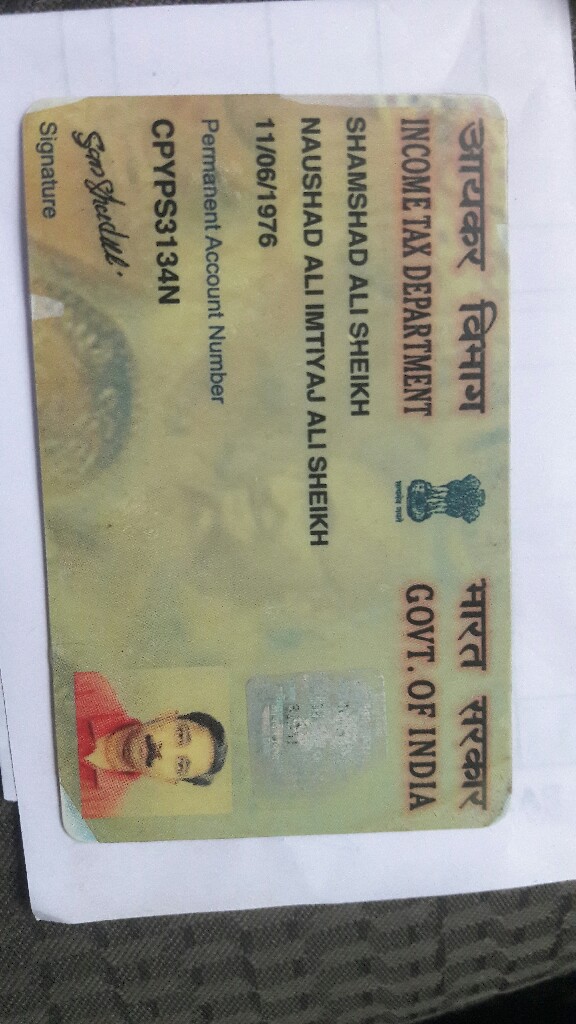 आयकर विभाग
INCOME TAX DEPARTMENT
भारत सरकार
GOVT. OF INDIA
SHAMSHAD ALI SHEIKH
NAUSHAD ALI IMTIYAJ ALI SHEIKH
11/06/1976
Permanent Account Number
CPYPS3134N
Signature